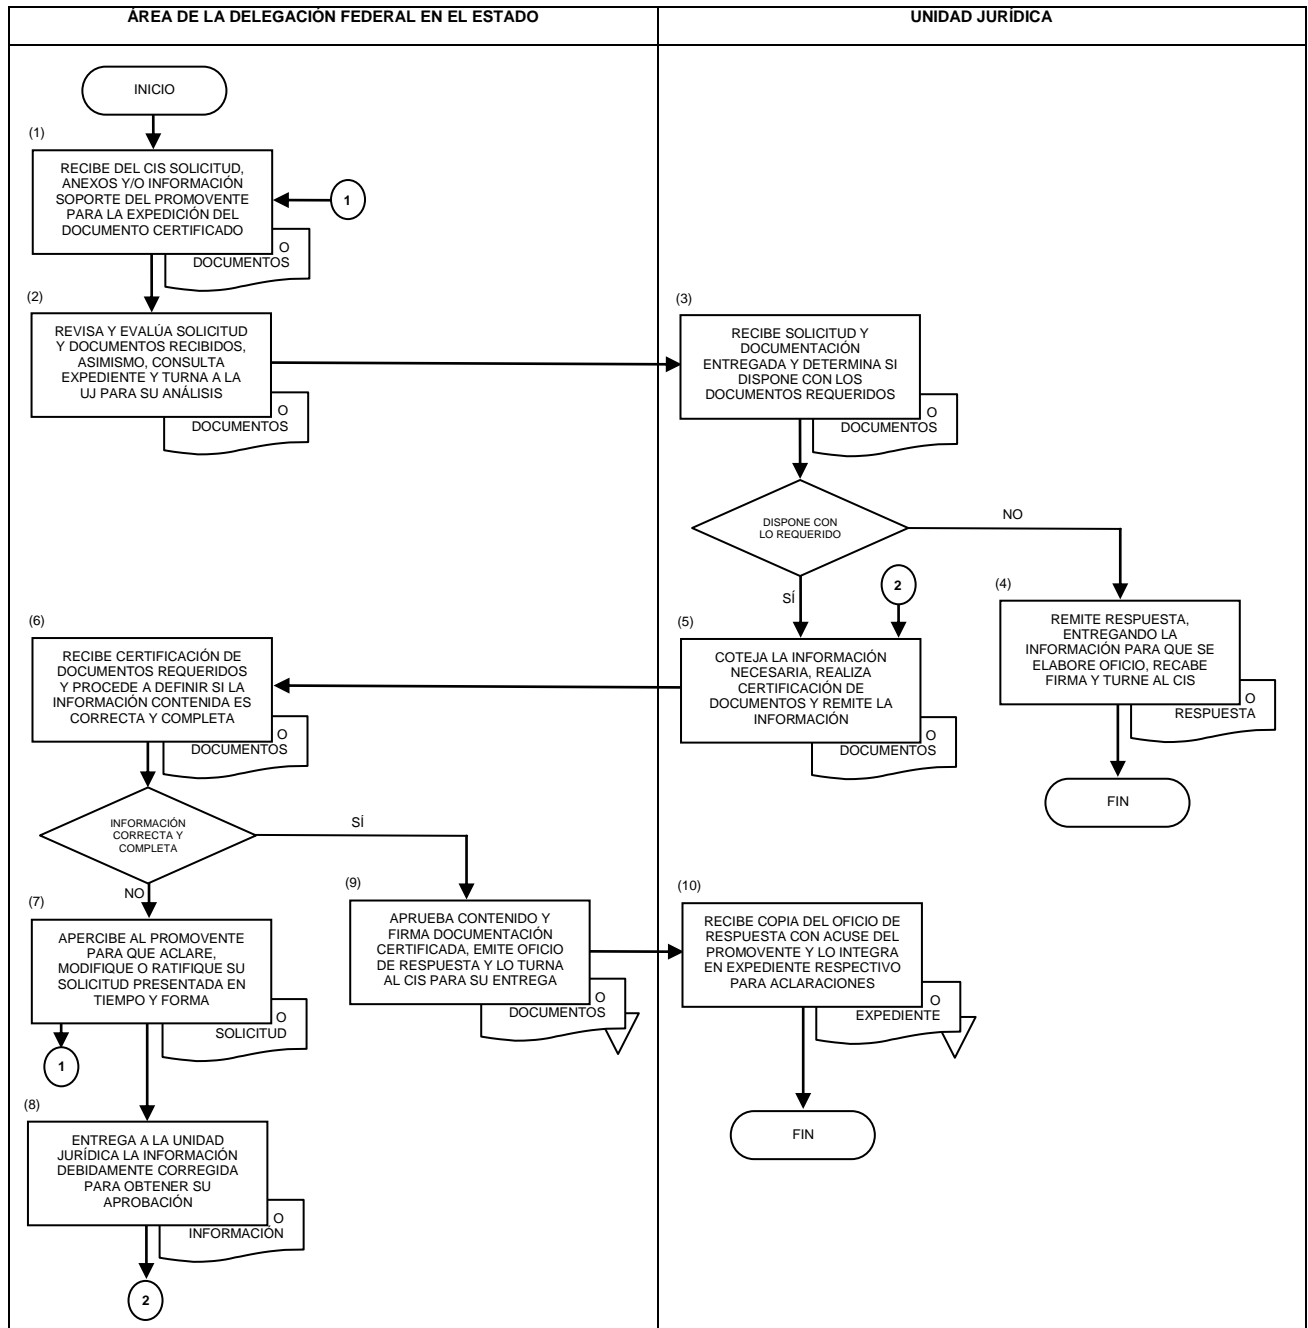 ÁREA DE LA DELEGACIÓN FEDERAL EN EL ESTADO
UNIDAD JURÍDICA
INICIO
(1)
RECIBE DEL CIS SOLICITUD,
ANEXOS Y/O INFORMACIÓN
SOPORTE DEL PROMOVENTE
PARA LA EXPEDICIÓN DEL
DOCUMENTO CERTIFICADO
1
O
DOCUMENTOS
(2)
REVISA Y EVALÚA SOLICITUD
Y DOCUMENTOS RECIBIDOS,
ASIMISMO, CONSULTA
EXPEDIENTE Y TURNA A LA
UJ PARA SU ANÁLISIS
O
DOCUMENTOS
(3)
RECIBE SOLICITUD Y
DOCUMENTACIÓN
ENTREGADA Y DETERMINA SI
DISPONE CON LOS
DOCUMENTOS REQUERIDOS
O
DOCUMENTOS
DISPONE CON
LO REQUERIDO
NO
SÍ
2
(4)
REMITE RESPUESTA,
ENTREGANDO LA
INFORMACIÓN PARA QUE SE
ELABORE OFICIO, RECABE
FIRMA Y TURNE AL CIS
O
RESPUESTA
FIN
(5)
COTEJA LA INFORMACIÓN
NECESARIA, REALIZA
CERTIFICACIÓN DE
DOCUMENTOS Y REMITE LA
INFORMACIÓN
O
DOCUMENTOS
(6)
RECIBE CERTIFICACIÓN DE
DOCUMENTOS REQUERIDOS
Y PROCEDE A DEFINIR SI LA
INFORMACIÓN CONTENIDA ES
CORRECTA Y COMPLETA
O
DOCUMENTOS
INFORMACIÓN
CORRECTA Y
COMPLETA
SÍ
NO
(7)
APERCIBE AL PROMOVENTE
PARA QUE ACLARE,
MODIFIQUE O RATIFIQUE SU
SOLICITUD PRESENTADA EN
TIEMPO Y FORMA
O
SOLICITUD
1
(8)
ENTREGA A LA UNIDAD
JURÍDICA LA INFORMACIÓN
DEBIDAMENTE CORREGIDA
PARA OBTENER SU
APROBACIÓN
O
INFORMACIÓN
2
(9)
APRUEBA CONTENIDO Y
FIRMA DOCUMENTACIÓN
CERTIFICADA, EMITE OFICIO
DE RESPUESTA Y LO TURNA
AL CIS PARA SU ENTREGA
O
DOCUMENTOS
(10)
RECIBE COPIA DEL OFICIO DE
RESPUESTA CON ACUSE DEL
PROMOVENTE Y LO INTEGRA
EN EXPEDIENTE RESPECTIVO
PARA ACLARACIONES
O
EXPEDIENTE
FIN